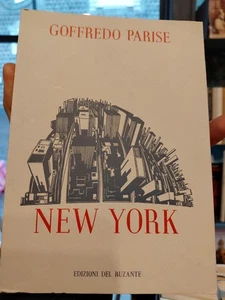 GOFFREDO PARISE
NEW YORK
EDIZIONI DEL RUZANTE